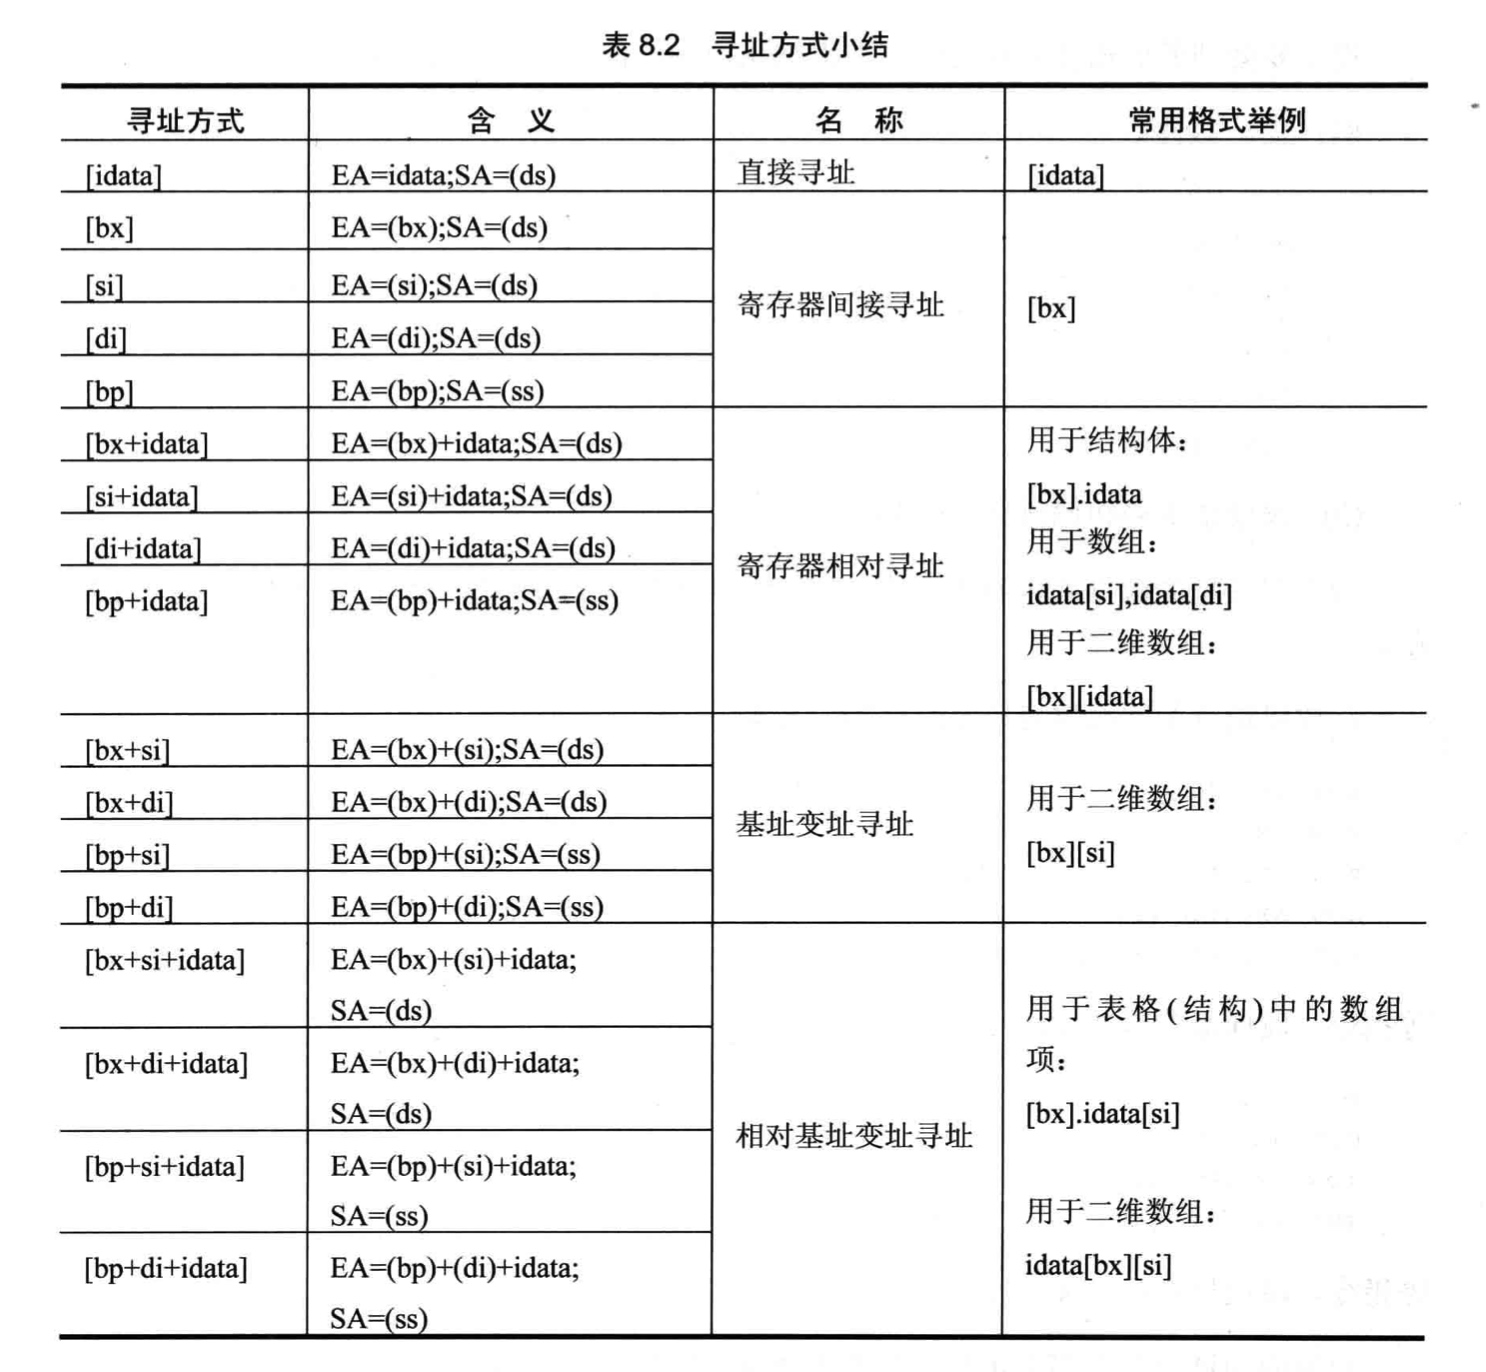 表 8.2 寻址方式小结
寻址方式 含 义 名 称 常用格式举例
[idata] EA=idata;SA=(ds) 直接寻址 [idata]
[bx] EA=(bx);SA=(ds)
[si] EA=(si);SA=(ds)
寄存器间接寻址 [bx]
[di] EA=(di);SA=(ds)
[bp] EA=(bp);SA=(ss)
[bx+idata] EA=(bx)+idata;SA=(ds) 用于结构体：
[si+idata] EA=(si)+idata;SA=(ds) [bx].idata
[di+idata] EA=(di)+idata;SA=(ds) 用于数组：
寄存器相对寻址
[bp+idata] EA=(bp)+idata;SA=(ss) idata[si],idata[di]
用于二维数组：
[bx][idata]
[bx+si] EA=(bx)+(si);SA=(ds)
[bx+di] EA=(bx)+(di);SA=(ds) 用于二维数组：
基址变址寻址
[bp+si] EA=(bp)+(si);SA=(ss) [bx][si]
[bp+di] EA=(bp)+(di);SA=(ss)
[bx+si+idata] EA=(bx)+(si)+idata;
SA=(ds) 用于表格(结构)中的数组
[bx+di+idata] EA=(bx)+(di)+idata; 项：
SA=(ds) [bx].idata[si]
相对基址变址寻址
[bp+si+idata] EA=(bp)+(si)+idata;
SA=(ss) 用于二维数组：
[bp+di+idata] EA=(bp)+(di)+idata; idata[bx][si]
SA=(ss)